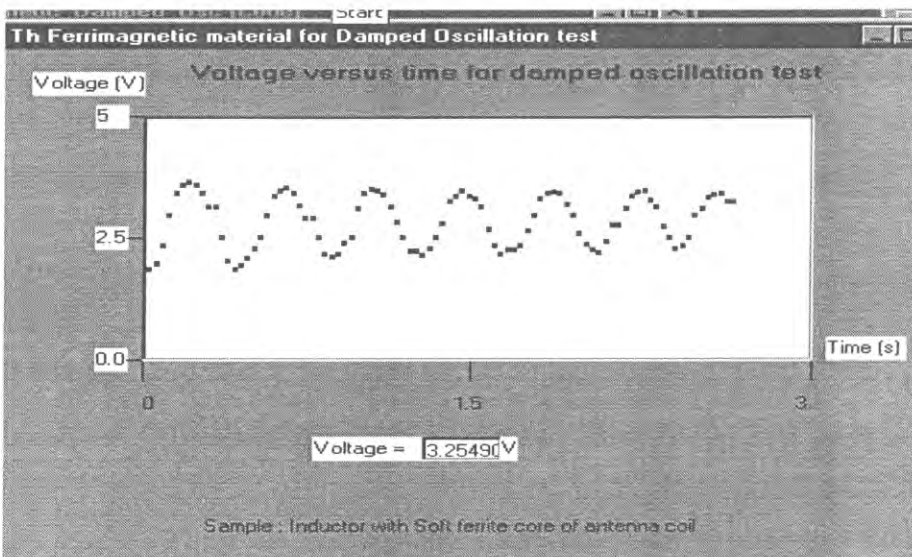 Start
Th Ferrimagnetic material for Damped Oscillation test
Voltage versus time for damped oscillation test
Voltage (V)
5
2.5
0.0
Time (s)
0
1.5
3
Voltage = 3.25490 V
Sample : Inductor with Soft ferrite core of antenna coil